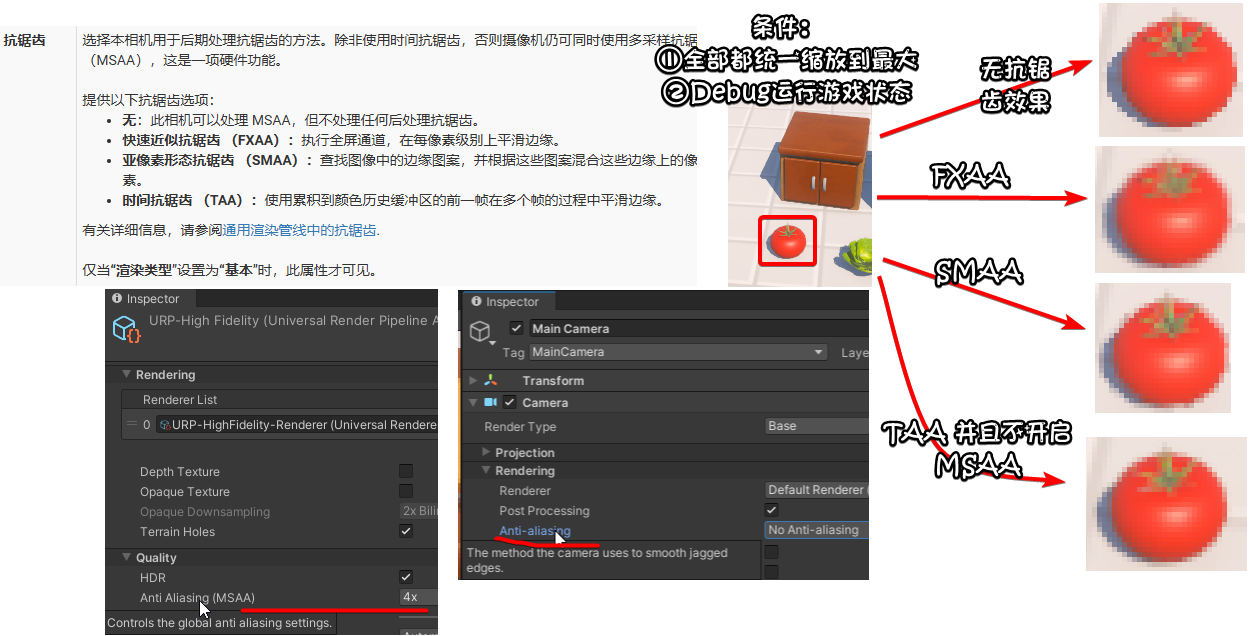 抗锯齿
选择本相机用于后期处理抗锯齿的方法。除非使用时间抗锯齿，否则摄像机仍可同时使用多采样抗锯
（MSAA），这是一项硬件功能。
提供以下抗锯齿选项：
• 无：此相机可以处理 MSAA，但不处理任何后处理抗锯齿。
• 快速近似抗锯齿 （FXAA）：执行全屏通道，在每像素级别上平滑边缘。
• 亚像素形态抗锯齿 （SMAA）：查找图像中的边缘图案，并根据这些图案混合这些边缘上的像
素。
• 时间抗锯齿 （TAA）：使用累积到颜色历史缓冲区的前一帧在多个帧的过程中平滑边缘。
有关详细信息，请参阅通用渲染管线中的抗锯齿.
仅当“渲染类型”设置为“基本”时，此属性才可见。
条件：
①全部都统一缩放到最大
②Debug运行游戏状态
无抗锯
齿效果
FXAA
SMAA
TAA 并且不开启
MSAA
Inspector
URP-High Fidelity (Universal Render Pipeline A
Rendering
Renderer List
0 URP-HighFidelity-Renderer (Universal Rendere
Depth Texture
Opaque Texture
Opaque Downsampling 2x Bili
Terrain Holes
Quality
HDR
Anti Aliasing (MSAA) 4x
Controls the global anti aliasing settings.
Inspector
Main Camera
Tag MainCamera Laye
Transform
Camera
Render Type Base
Projection
Rendering
Renderer Default Renderer (
Post Processing
Anti-aliasing No Anti-aliasing
The method the camera uses to smooth jagged
edges.